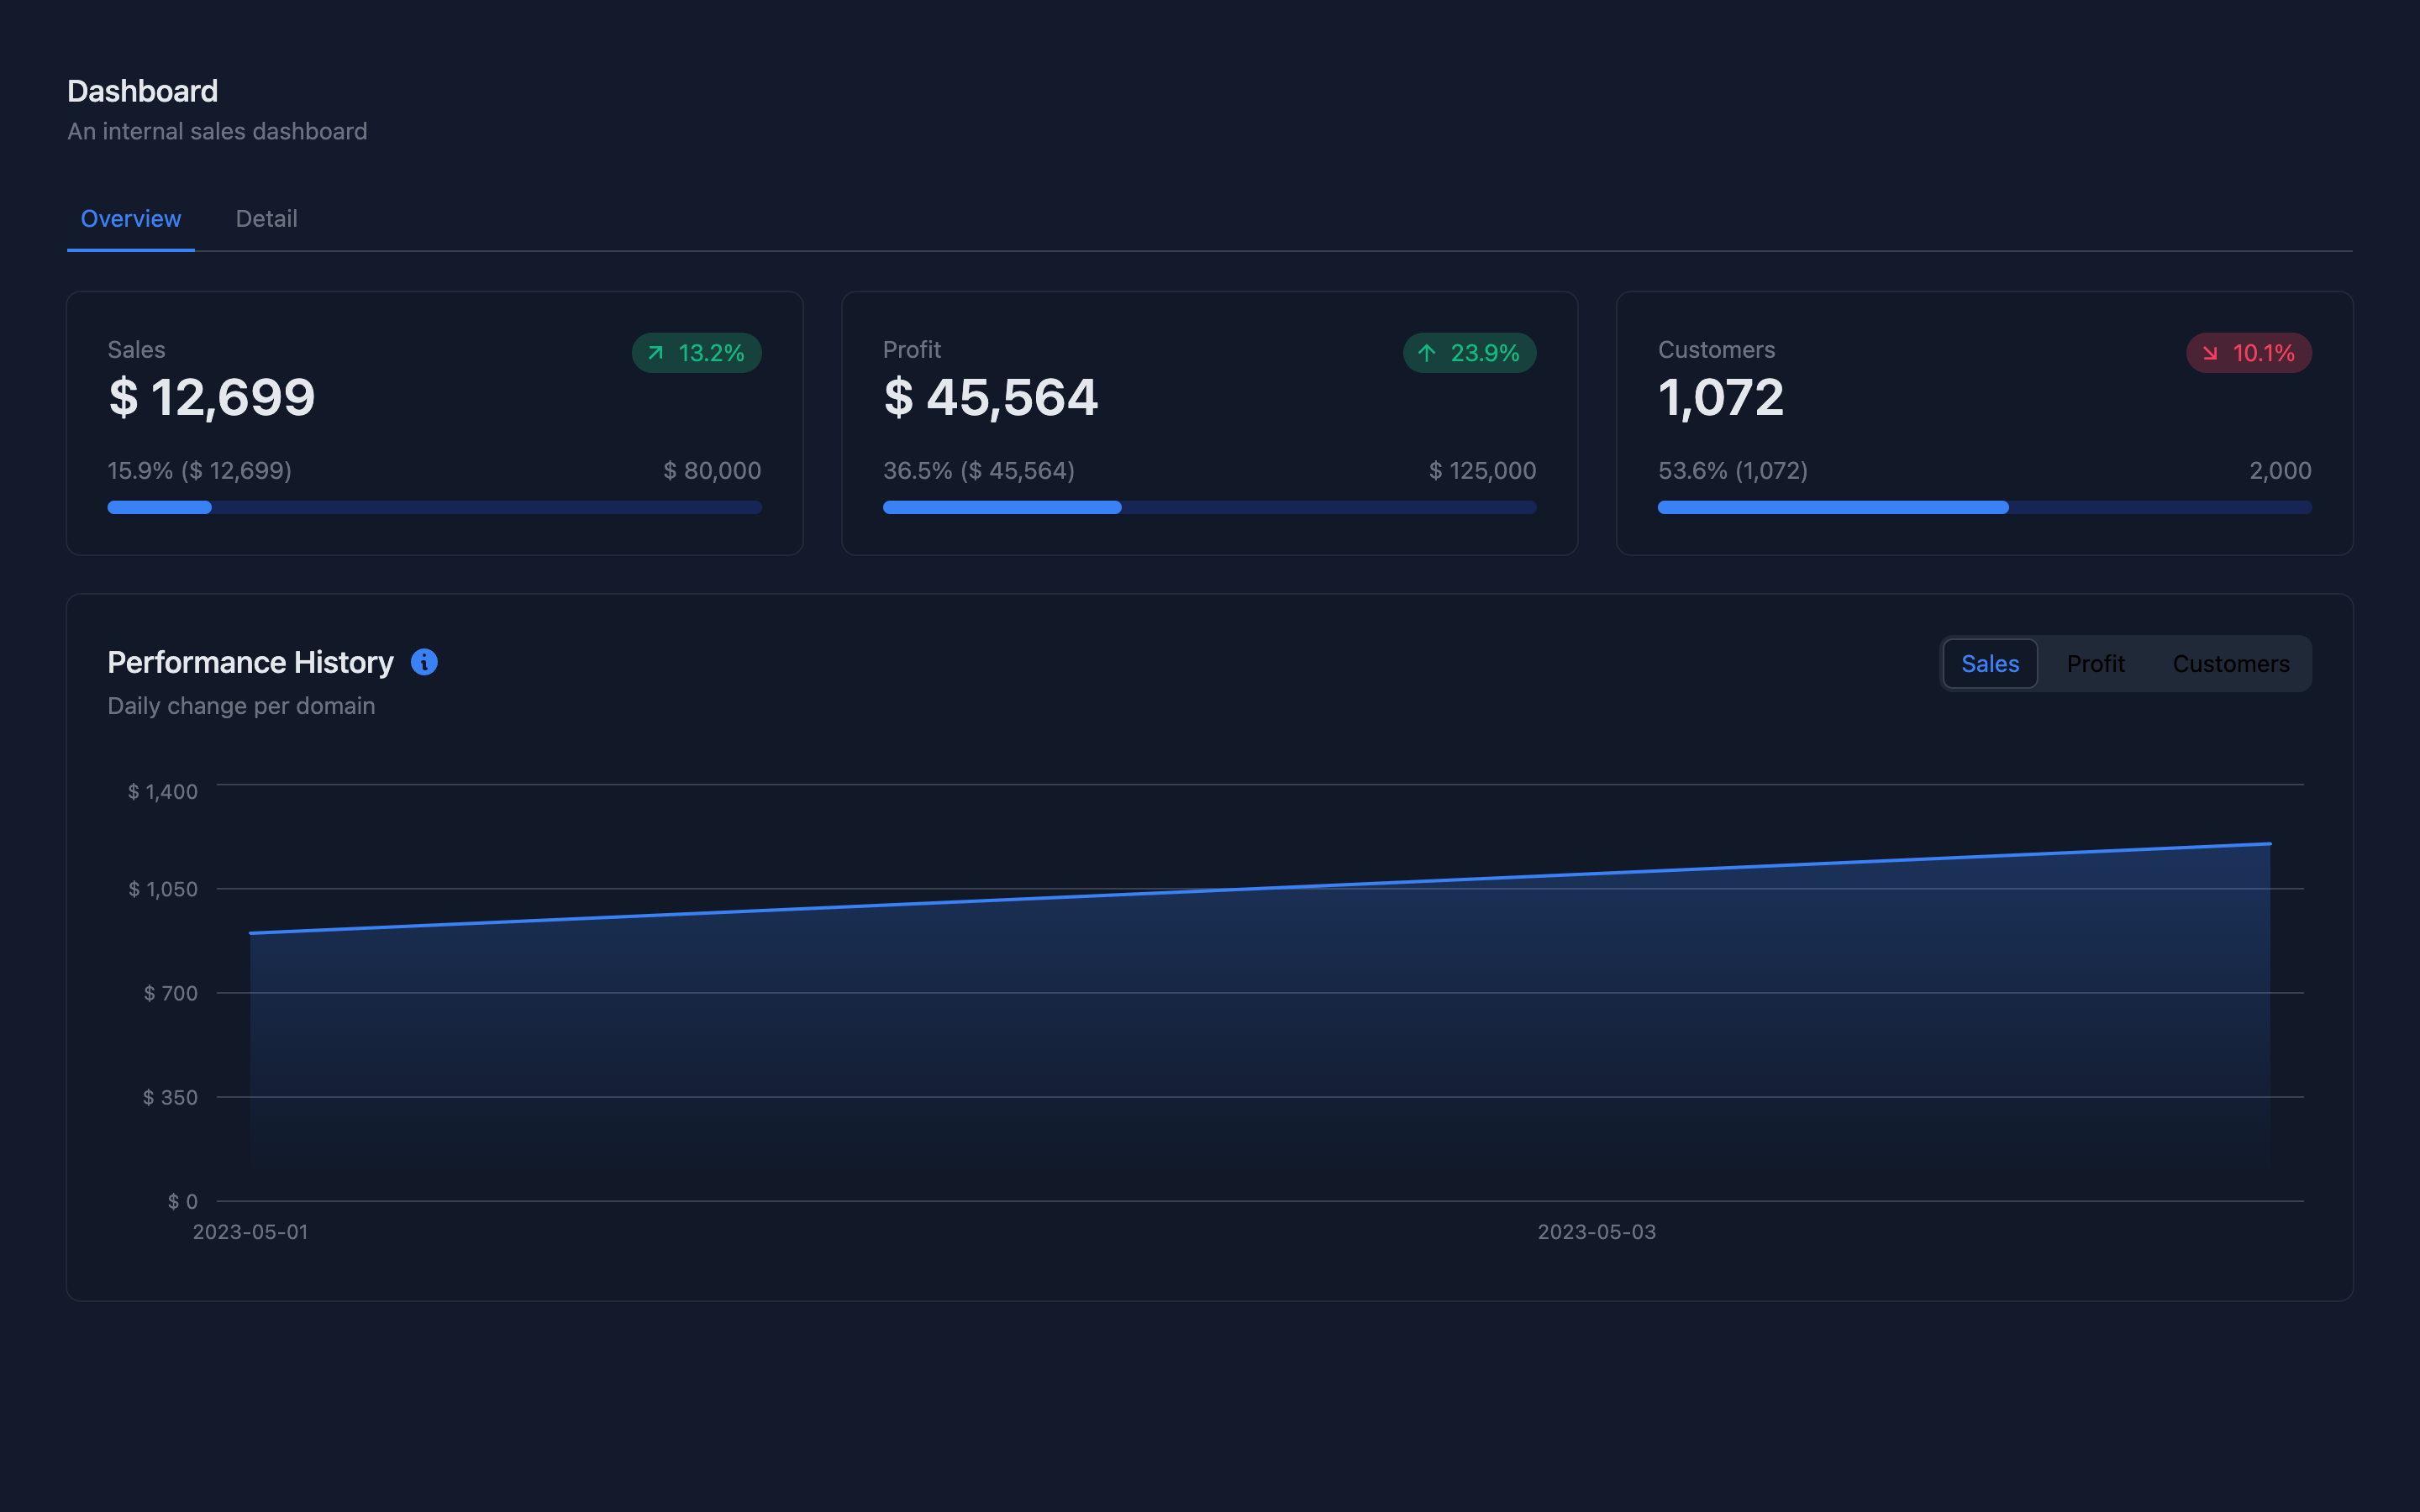 Dashboard
An internal sales dashboard
Overview Detail
Sales 13.2%
$ 12,699
15.9% ($ 12,699) $ 80,000
Profit 23.9%
$ 45,564
36.5% ($ 45,564) $ 125,000
Customers 10.1%
1,072
53.6% (1,072) 2,000
Performance History
Daily change per domain
Sales Profit Customers
$ 1,400
$ 1,050
$ 700
$ 350
$ 0
2023-05-01 2023-05-03